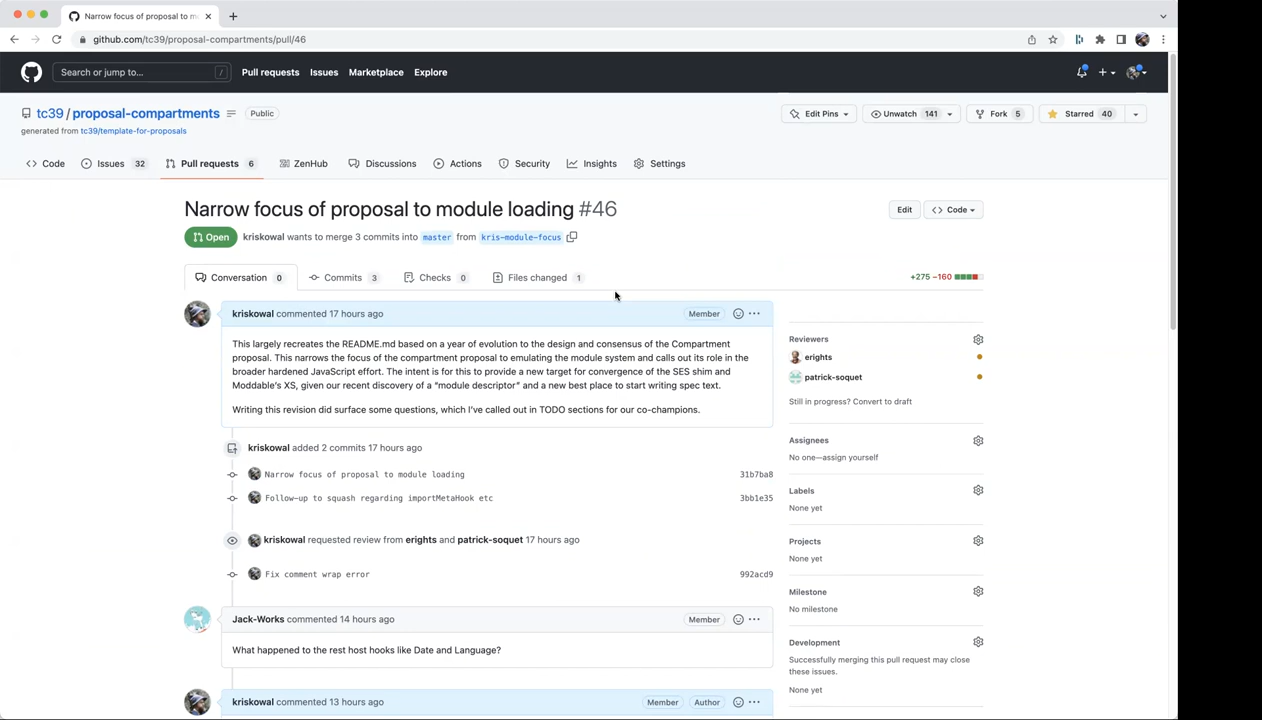 Narrow focus of proposal to m
github.com/tc39/proposal-compartments/pull/46
Search or jump to... /
Pull requests Issues Marketplace Explore
tc39 / proposal-compartments Public
generated from tc39/template-for-proposals
Edit Pins Unwatch 141 Fork 5 Starred 40
Code Issues 32 Pull requests 6 ZenHub Discussions Actions Security Insights Settings
Narrow focus of proposal to module loading #46
Edit Code
Open kriskowal wants to merge 3 commits into master from kris-module-focus
Conversation 0 Commits 3 Checks 0 Files changed 1
+275 −160
kriskowal commented 17 hours ago Member
This largely recreates the README.md based on a year of evolution to the design and consensus of the Compartment
proposal. This narrows the focus of the compartment proposal to emulating the module system and calls out its role in the
broader hardened JavaScript effort. The intent is for this to provide a new target for convergence of the SES shim and
Moddable's XS, given our recent discovery of a "module descriptor" and a new best place to start writing spec text.
Writing this revision did surface some questions, which I've called out in TODO sections for our co-champions.
kriskowal added 2 commits 17 hours ago
Narrow focus of proposal to module loading 31b7ba8
Follow-up to squash regarding importMetaHook etc 3bb1e35
kriskowal requested review from erights and patrick-soquet 17 hours ago
Fix comment wrap error 992acd9
Jack-Works commented 14 hours ago Member
What happened to the rest host hooks like Date and Language?
kriskowal commented 13 hours ago Member Author
Reviewers
erights
patrick-soquet
Still in progress? Convert to draft
Assignees
No one—assign yourself
Labels
None yet
Projects
None yet
Milestone
No milestone
Development
Successfully merging this pull request may close
these issues.
None yet